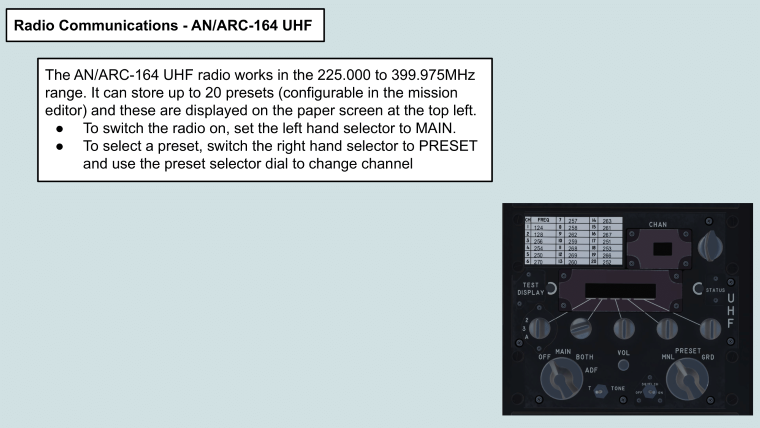 Radio Communications - AN/ARC-164 UHF
The AN/ARC-164 UHF radio works in the 225.000 to 399.975MHz
range. It can store up to 20 presets (configurable in the mission
editor) and these are displayed on the paper screen at the top left.
● To switch the radio on, set the left hand selector to MAIN.
● To select a preset, switch the right hand selector to PRESET
and use the preset selector dial to change channel
CH FREQ 7 257 14 263
1 124 8 258 15 261
2 126 9 262 16 267
3 256 10 259 17 251
4 254 11 268 18 253
5 250 12 269 19 266
6 270 13 260 20 252
CHAN
TEST
DISPLAY
STATUS
UHF
2
3
A
OFF MAIN BOTH ADF
VOL
MNL PRESET GRD
T TONE